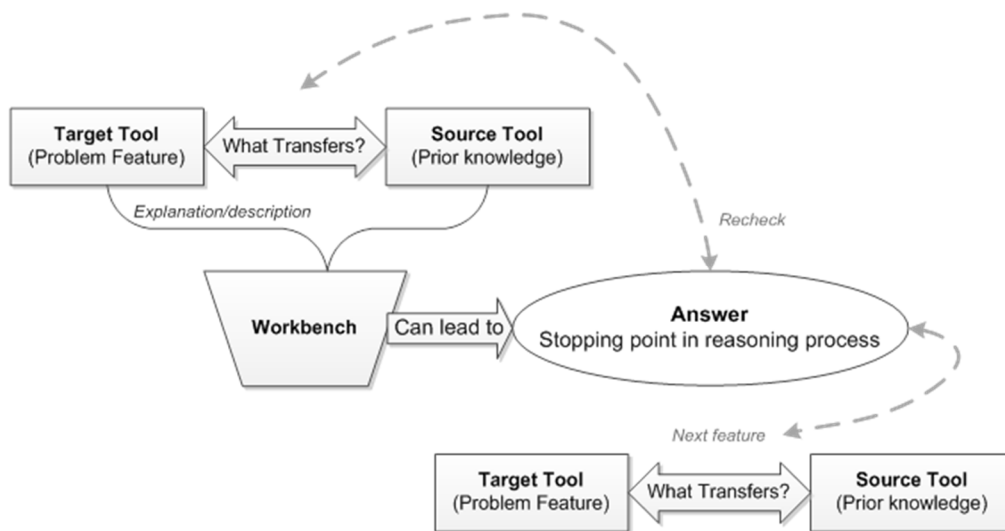 Target Tool
(Problem Feature)
What Transfers?
Source Tool
(Prior knowledge)
Explanation/description
Recheck
Workbench
Can lead to
Answer
Stopping point in reasoning process
Next feature
Target Tool
(Problem Feature)
What Transfers?
Source Tool
(Prior knowledge)